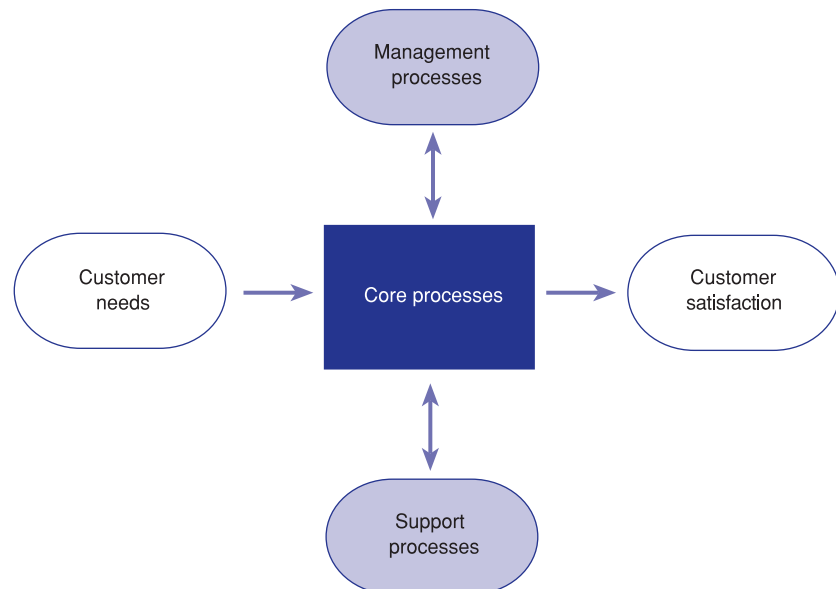 Management
processes
Customer
needs
Core processes
Customer
satisfaction
Support
processes